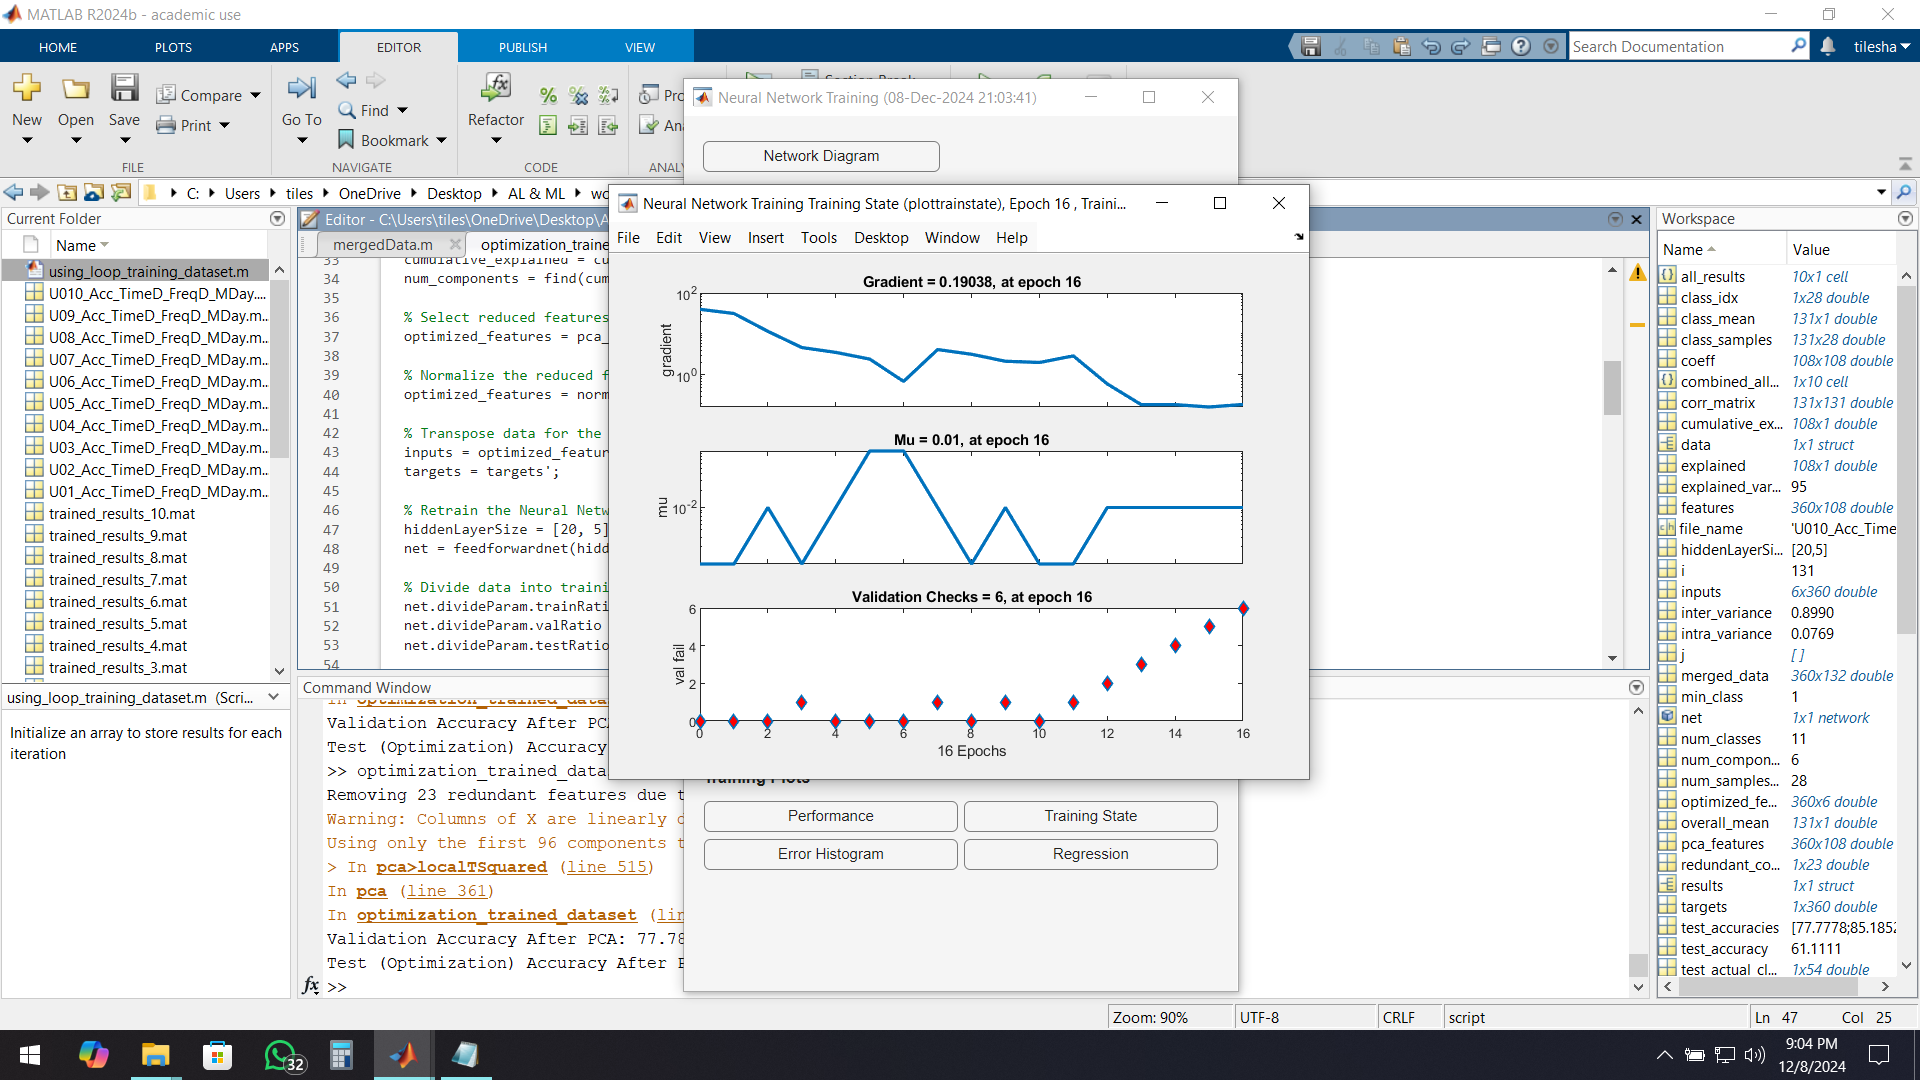 MATLAB R2024b - academic use
HOME PLOTS APPS EDITOR PUBLISH VIEW
Search Documentation
tilesha
New Open Save Compare Print
FILE
Go To Find Bookmark
NAVIGATE
Refactor
CODE
Section Break
C: Users tiles OneDrive Desktop AL & ML
Current Folder
Name
using_loop_training_dataset.m
U010_Acc_TimeD_FreqD_MDay....
U09_Acc_TimeD_FreqD_MDay.m...
U08_Acc_TimeD_FreqD_MDay.m...
U07_Acc_TimeD_FreqD_MDay.m...
U06_Acc_TimeD_FreqD_MDay.m...
U05_Acc_TimeD_FreqD_MDay.m...
U04_Acc_TimeD_FreqD_MDay.m...
U03_Acc_TimeD_FreqD_MDay.m...
U02_Acc_TimeD_FreqD_MDay.m...
U01_Acc_TimeD_FreqD_MDay.m...
trained_results_10.mat
trained_results_9.mat
trained_results_8.mat
trained_results_7.mat
trained_results_6.mat
trained_results_5.mat
trained_results_4.mat
trained_results_3.mat
using_loop_training_dataset.m (Scri...
Initialize an array to store results for each
iteration
Editor - C:\Users\tiles\OneDrive\Desktop\A
mergedData.m optimization_traine
33 cumulative_explained = cu
34 num_components = find(cum
35
36 % Select reduced features
37 optimized_features = pca_
38
39 % Normalize the reduced f
40 optimized_features = norm
41
42 % Transpose data for the
43 inputs = optimized_featur
44 targets = targets';
45
46 % Retrain the Neural Netw
47 hiddenLayerSize = [20, 5]
48 net = feedforwardnet(hidd
49
50 % Divide data into traini
51 net.divideParam.trainRati
52 net.divideParam.valRatio
53 net.divideParam.testRatio
54
Command Window
In optimization_trained_data
Validation Accuracy After PC
Test (Optimization) Accuracy
>> optimization_trained_data
Removing 23 redundant features due t
Warning: Columns of X are linearly
Using only the first 96 components t
> In pca>localTSquared (line 515)
In pca (line 361)
In optimization_trained_dataset (lin
Validation Accuracy After PCA: 77.78
Test (Optimization) Accuracy After P
fx >>
Neural Network Training (08-Dec-2024 21:03:41)
Network Diagram
Neural Network Training Training State (plottrainstate), Epoch 16 , Traini...
File Edit View Insert Tools Desktop Window Help
Gradient = 0.19038, at epoch 16
gradient
10^2
10^0
Mu = 0.01, at epoch 16
mu
10^-2
Validation Checks = 6, at epoch 16
val fail
6
4
2
0
0 2 4 6 8 10 12 14 16
16 Epochs
Training Plots
Performance Training State
Error Histogram Regression
Workspace
Name Value
all_results 10x1 cell
class_idx 1x28 double
class_mean 131x1 double
class_samples 131x28 double
coeff 108x108 double
combined_all... 1x10 cell
corr_matrix 131x131 double
cumulative_ex... 108x1 double
data 1x1 struct
explained 108x1 double
explained_var... 95
features 360x108 double
file_name 'U010_Acc_Time
hiddenLayerSi... [20,5]
i 131
inputs 6x360 double
inter_variance 0.8990
intra_variance 0.0769
j []
merged_data 360x132 double
min_class 1
net 1x1 network
num_classes 11
num_compon... 6
num_samples... 28
optimized_fe... 360x6 double
overall_mean 131x1 double
pca_features 360x108 double
redundant_co... 1x23 double
results 1x1 struct
targets 1x360 double
test_accuracies [77.7778;85.1852
test_accuracy 61.1111
test_actual_cl... 1x54 double
Zoom: 90% UTF-8 CRLF script Ln 47 Col 25
32
9:04 PM
12/8/2024